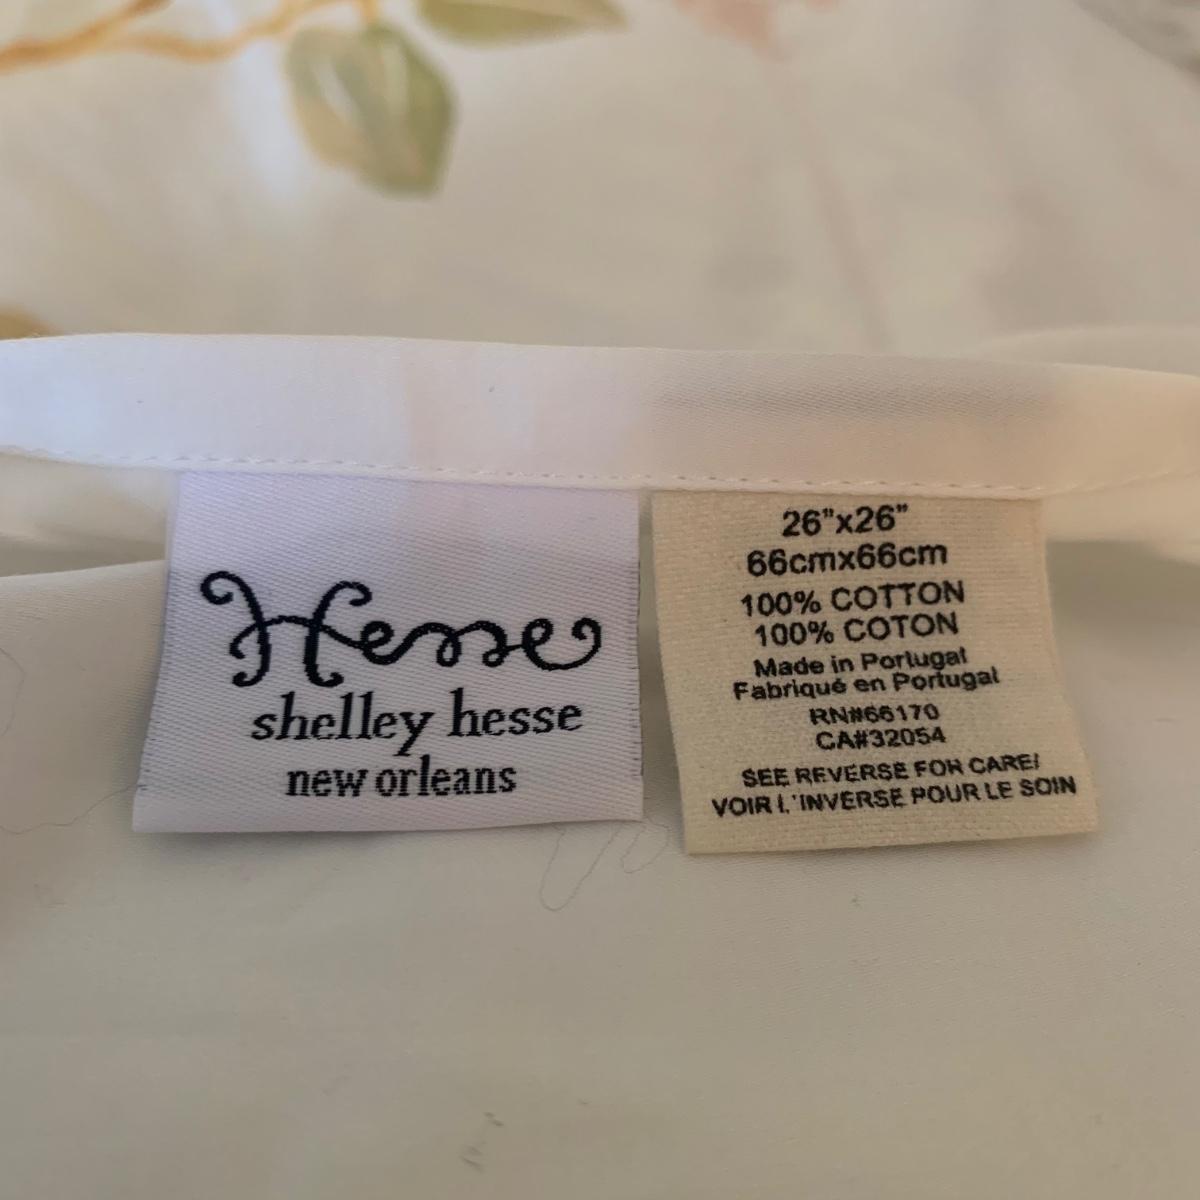 Hesse
shelley hesse
new orleans
26"x26"
66cmx66cm
100% COTTON
100% COTON
Made in Portugal
Fabriqué en Portugal
RN#66170
CA#32054
SEE REVERSE FOR CARE/
VOIR L'INVERSE POUR LE SOIN